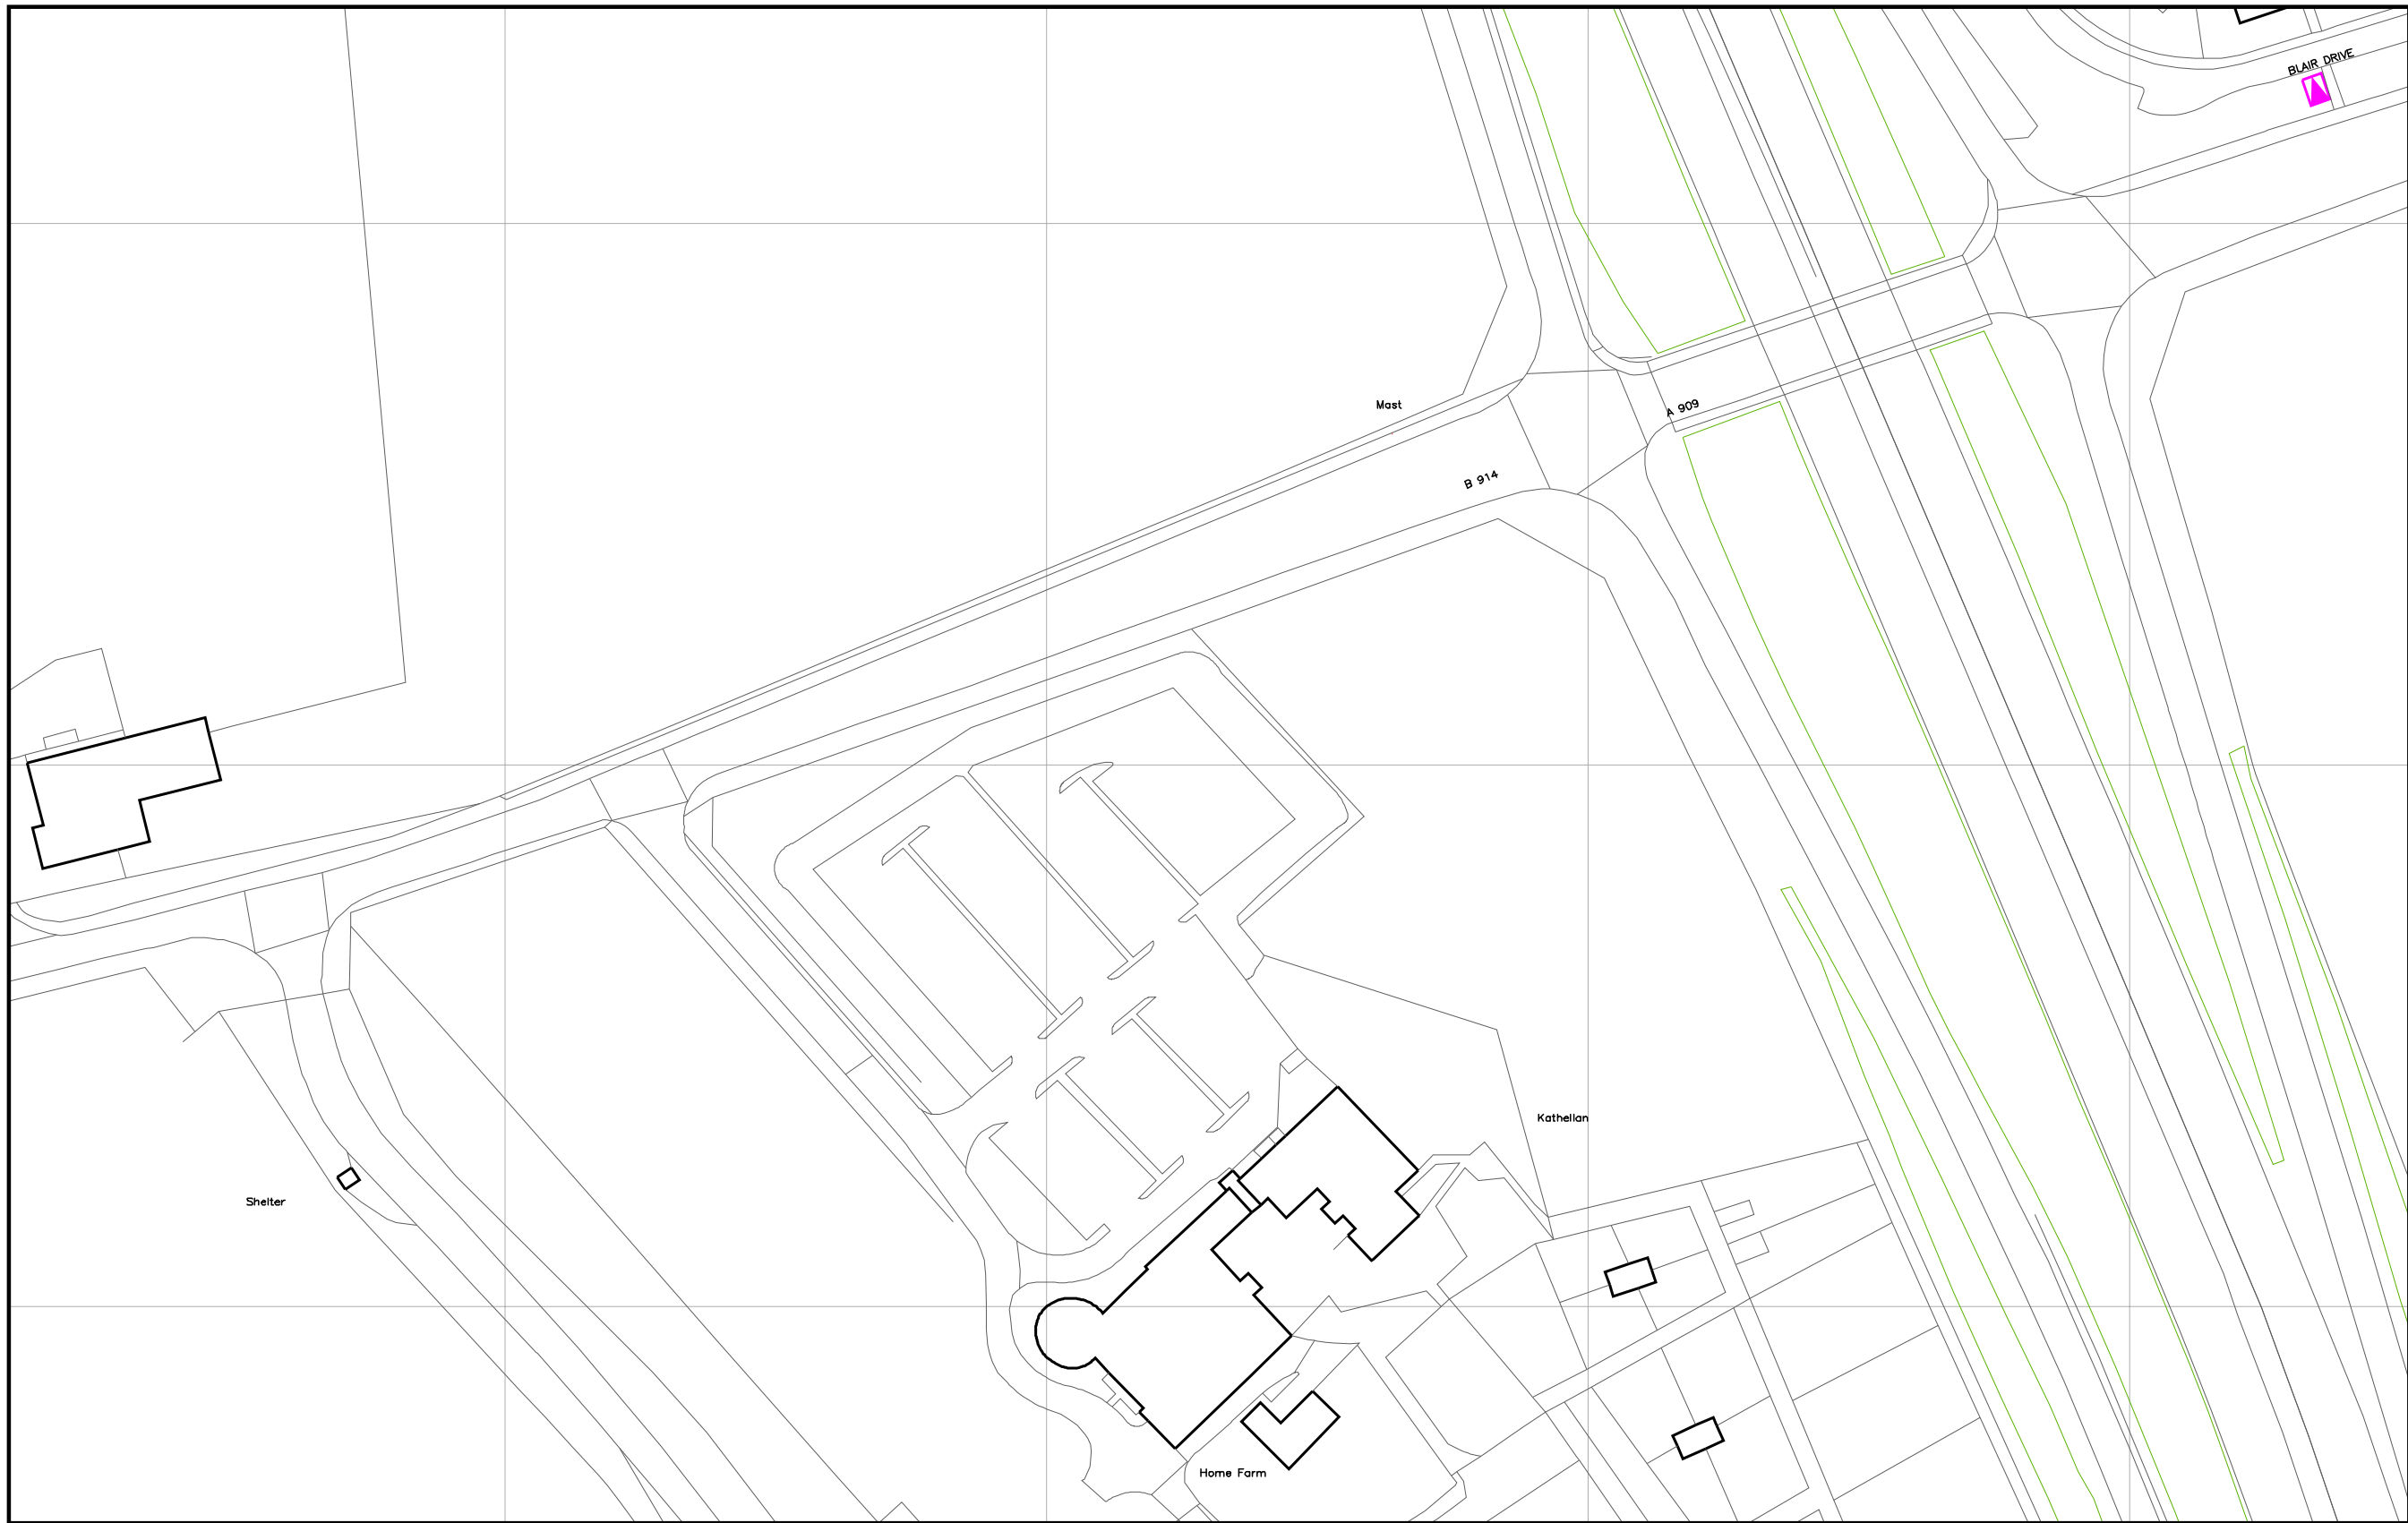 BLAIR DRIVE
Mast
A 909
B 914
Kathellan
Shelter
Home Farm